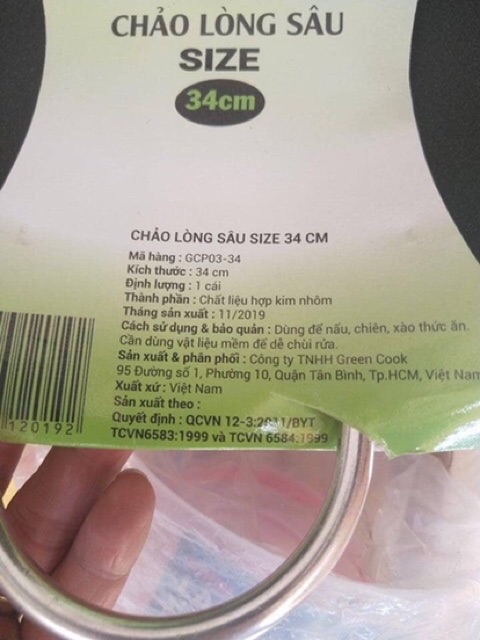 CHẢO LÒNG SÂU
SIZE
34cm
CHẢO LÒNG SÂU SIZE 34 CM
Mã hàng : GCP03-34
Kích thước : 34 cm
Định lượng : 1 cái
Thành phần : Chất liệu hợp kim nhôm
Tháng sản xuất : 11/2019
Cách sử dụng & bảo quản : Dùng để nấu, chiên, xào thức ăn.
Cần dùng vật liệu mềm để dễ chùi rửa.
Sản xuất & phân phối : Công ty TNHH Green Cook
95 Đường số 1, Phường 10, Quận Tân Bình, Tp.HCM, Việt Nam
Xuất xứ : Việt Nam
Sản xuất theo :
Quyết định : QCVN 12-3:2011/BYT
TCVN6583:1999 và TCVN 6584:1999
120192